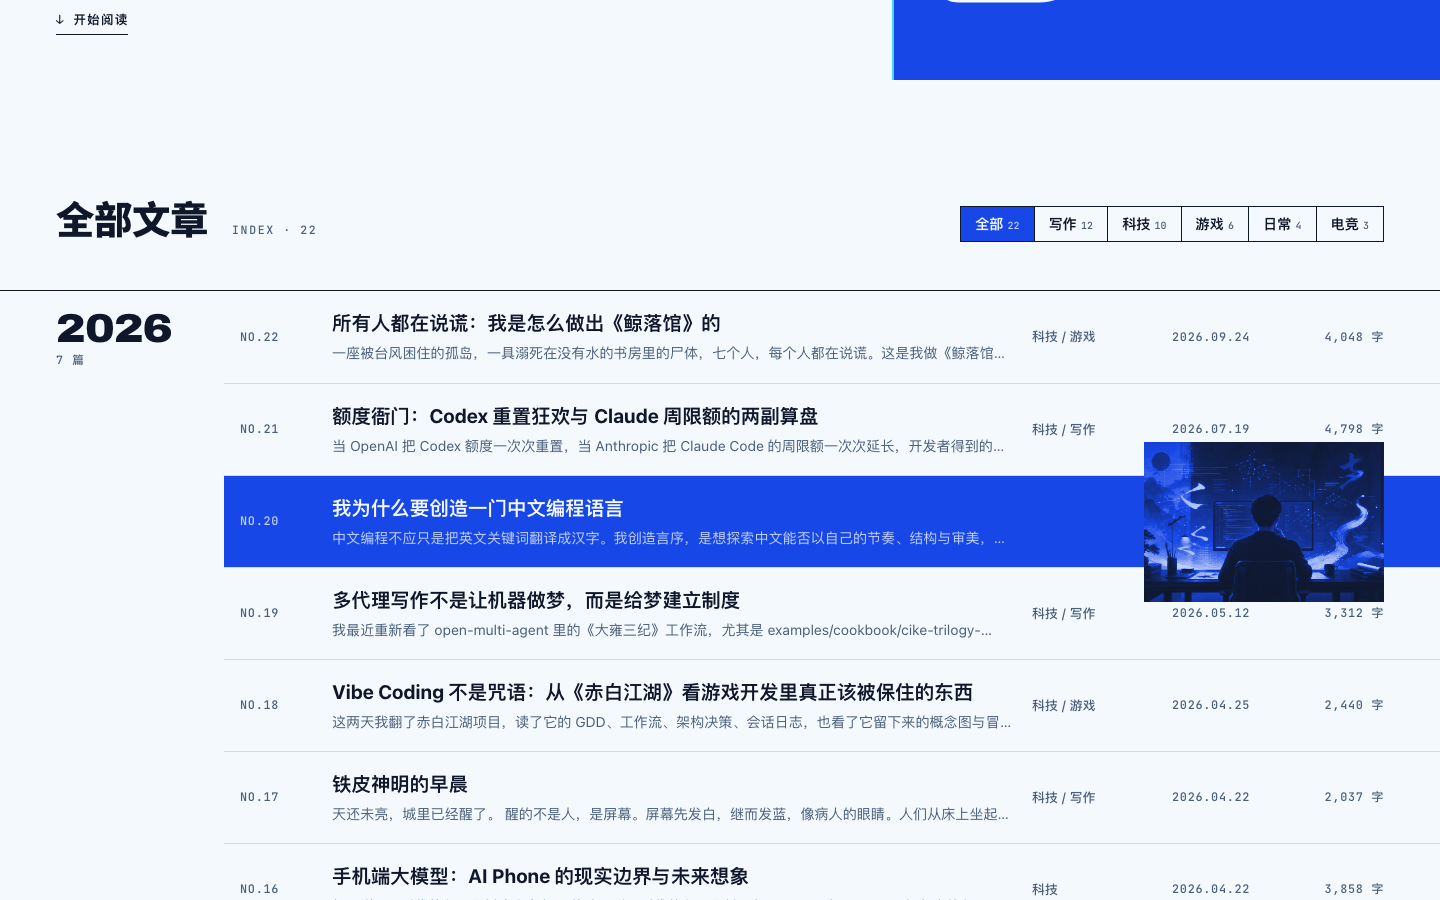 ↓ 开始阅读
全部文章 INDEX · 22
全部 22 写作 12 科技 10 游戏 6 日常 4 电竞 3
2026
7 篇
NO.22
所有人都在说谎：我是怎么做出《鲸落馆》的
一座被台风困住的孤岛，一具溺死在没有水的书房里的尸体，七个人，每个人都在说谎。这是我做《鲸落馆…
科技 / 游戏 2026.09.24 4,048 字
NO.21
额度衙门：Codex 重置狂欢与 Claude 周限额的两副算盘
当 OpenAI 把 Codex 额度一次次重置，当 Anthropic 把 Claude Code 的周限额一次次延长，开发者得到的…
科技 / 写作 2026.07.19 4,798 字
NO.20
我为什么要创造一门中文编程语言
中文编程不应只是把英文关键词翻译成汉字。我创造言序，是想探索中文能否以自己的节奏、结构与审美，…
NO.19
多代理写作不是让机器做梦，而是给梦建立制度
我最近重新看了 open-multi-agent 里的《大雍三纪》工作流，尤其是 examples/cookbook/cike-trilogy-…
科技 / 写作 2026.05.12 3,312 字
NO.18
Vibe Coding 不是咒语：从《赤白江湖》看游戏开发里真正该被保住的东西
这两天我翻了赤白江湖项目，读了它的 GDD、工作流、架构决策、会话日志，也看了它留下来的概念图与冒…
科技 / 游戏 2026.04.25 2,440 字
NO.17
铁皮神明的早晨
天还未亮，城里已经醒了。 醒的不是人，是屏幕。屏幕先发白，继而发蓝，像病人的眼睛。人们从床上坐起…
科技 / 写作 2026.04.22 2,037 字
NO.16
手机端大模型：AI Phone 的现实边界与未来想象
科技 2026.04.22 3,858 字